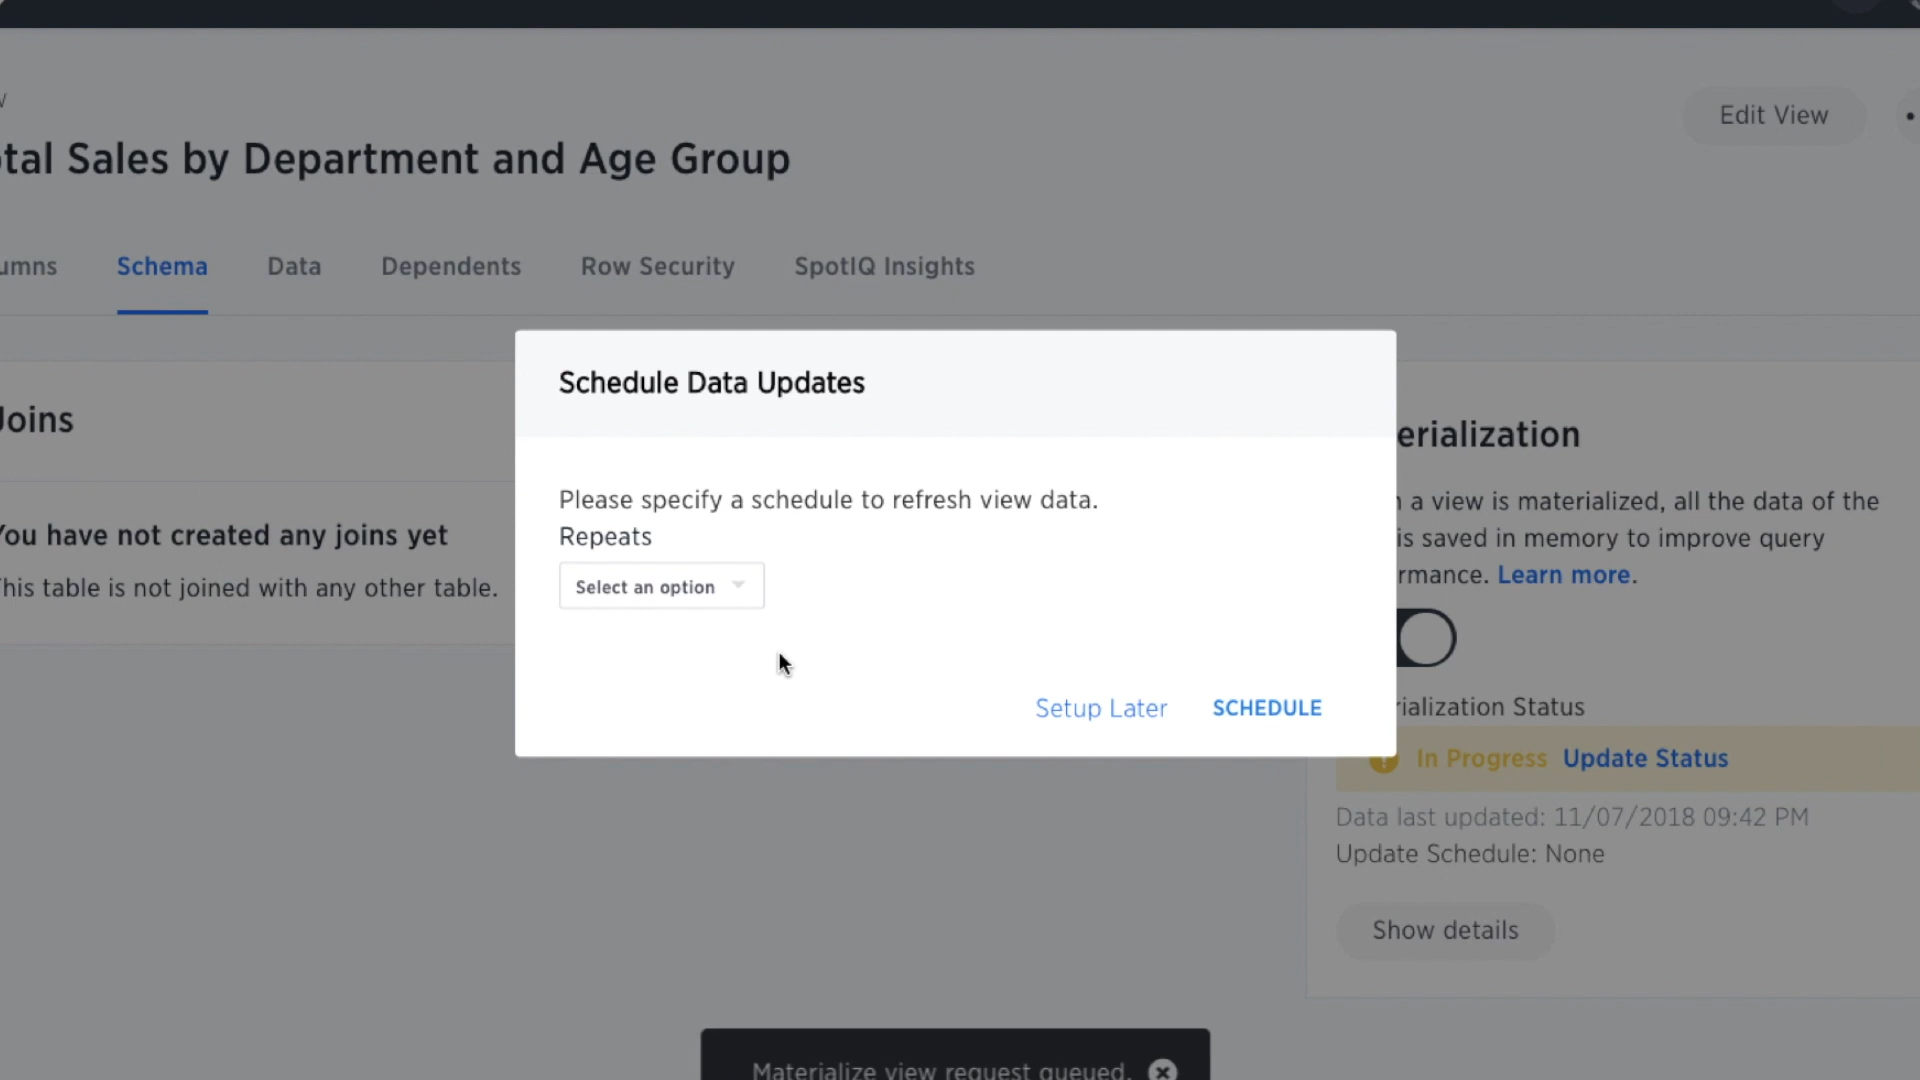 Edit View
tal Sales by Department and Age Group
umns Schema Data Dependents Row Security SpotIQ Insights
Schedule Data Updates
Joins
erialization
Please specify a schedule to refresh view data.
a view is materialized, all the data of the
You have not created any joins yet
Repeats
is saved in memory to improve query
rmance. Learn more.
This table is not joined with any other table.
Select an option
Setup Later SCHEDULE
rialization Status
In Progress Update Status
Data last updated: 11/07/2018 09:42 PM
Update Schedule: None
Show details
Materialize view request queued.